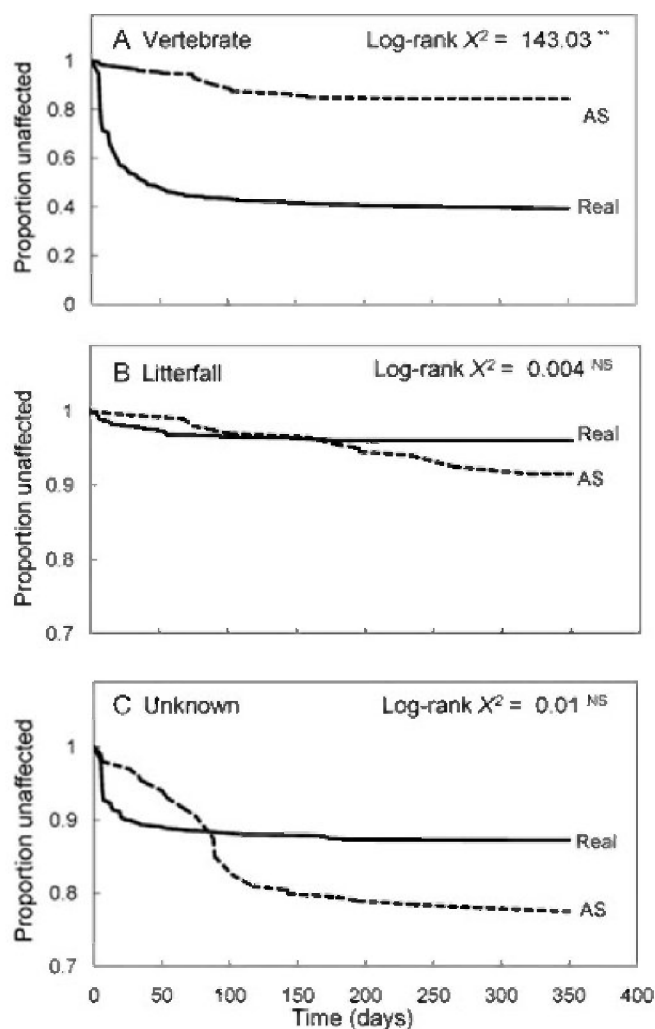 A Vertebrate Log-rank X² = 143.03 **
Proportion unaffected
1
0.8
0.6
0.4
0.2
0
AS
Real
B Litterfall Log-rank X² = 0.004 NS
Proportion unaffected
1
0.9
0.8
0.7
Real
AS
C Unknown Log-rank X² = 0.01 NS
Proportion unaffected
1
0.9
0.8
0.7
Real
AS
0 50 100 150 200 250 300 350 400
Time (days)